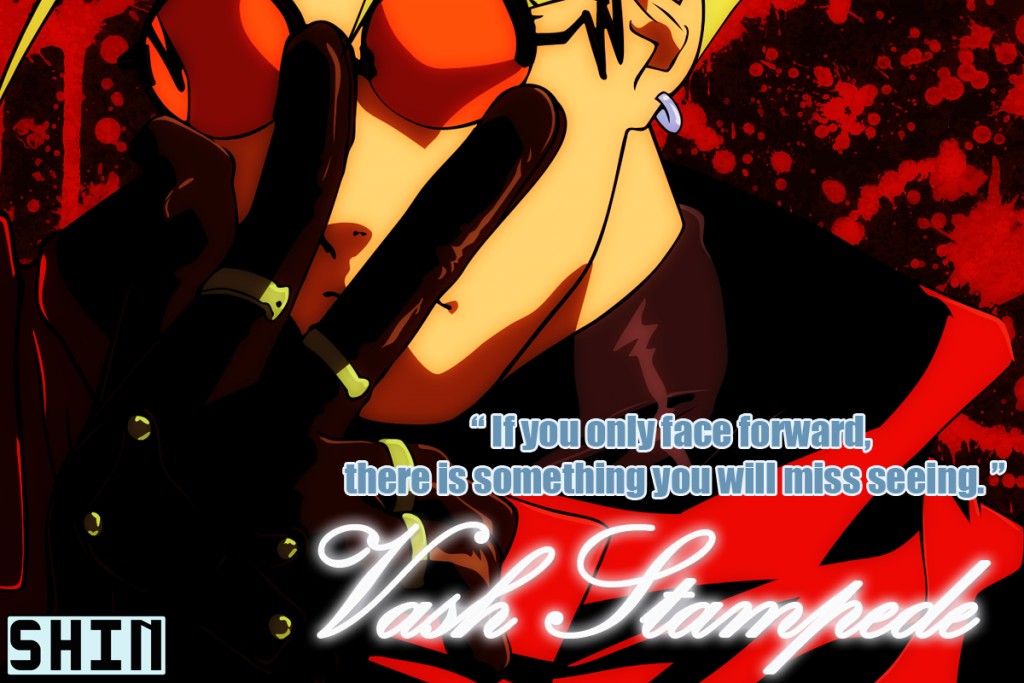 “ If you only face forward,
there is something you will miss seeing. ”
Vash Stampede
SHIN